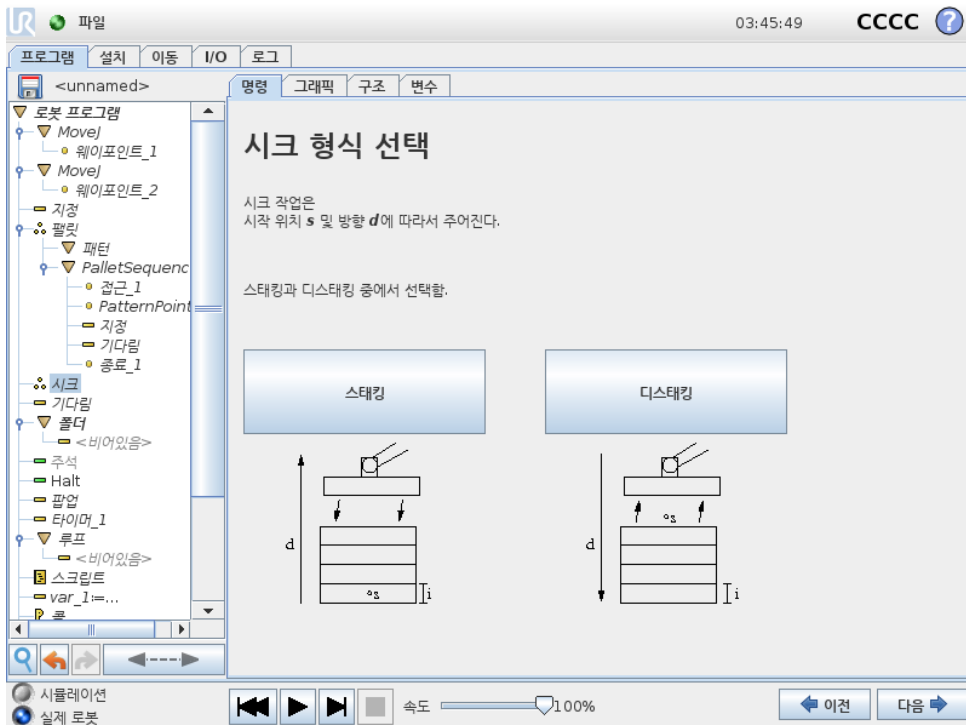 UR 파일 03:45:49 CCCC ?
프로그램 설치 이동 I/O 로그
<unnamed>
명령 그래픽 구조 변수
로봇 프로그램
MoveJ
웨이포인트_1
MoveJ
웨이포인트_2
지정
팔릿
패턴
PalletSequenc
접근_1
PatternPoint
지정
기다림
종료_1
시크
기다림
폴더
<비어있음>
주석
Halt
팝업
타이머_1
루프
<비어있음>
스크립트
var_1:=...
콜
시크 형식 선택
시크 작업은
시작 위치 s 및 방향 d에 따라서 주어진다.
스태킹과 디스태킹 중에서 선택함.
스태킹 디스태킹
d s i
d s i
시뮬레이션
실제 로봇
속도 100%
이전 다음